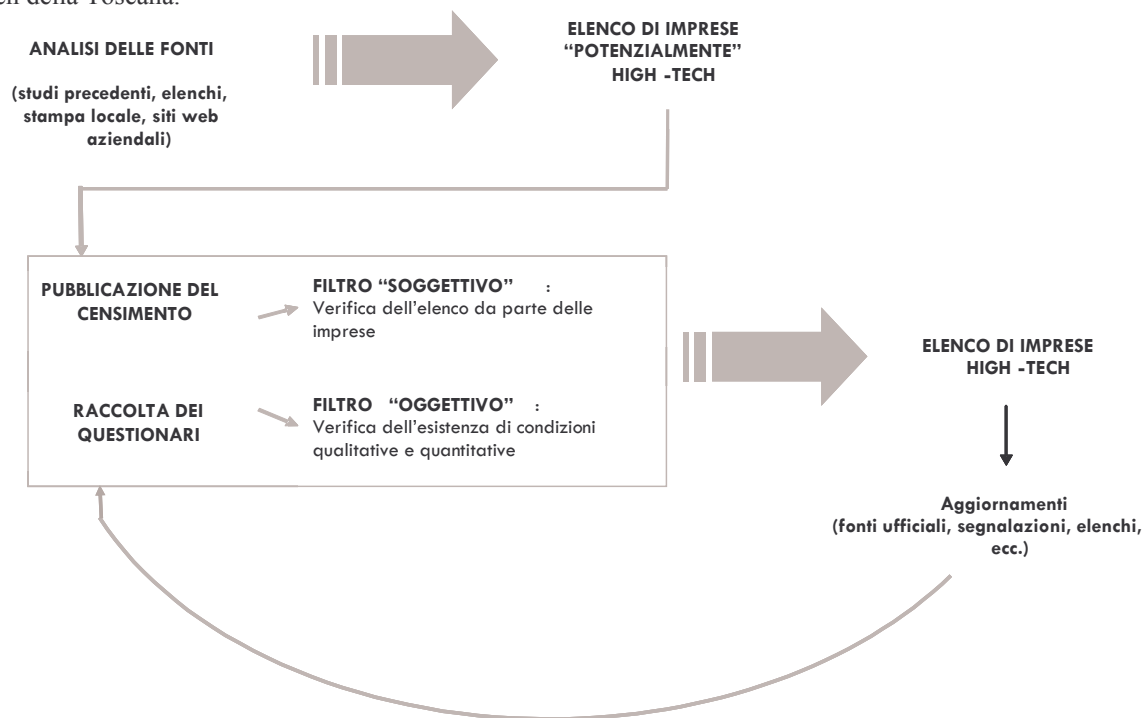 della Toscana.
ANALISI DELLE FONTI
(studi precedenti, elenchi,
stampa locale, siti web
aziendali)
ELENCO DI IMPRESE
“POTENZIALMENTE”
HIGH -TECH
PUBBLICAZIONE DEL
CENSIMENTO
FILTRO “SOGGETTIVO” :
Verifica dell’elenco da parte delle
imprese
RACCOLTA DEI
QUESTIONARI
FILTRO “OGGETTIVO” :
Verifica dell’esistenza di condizioni
qualitative e quantitative
ELENCO DI IMPRESE
HIGH -TECH
Aggiornamenti
(fonti ufficiali, segnalazioni, elenchi,
ecc.)